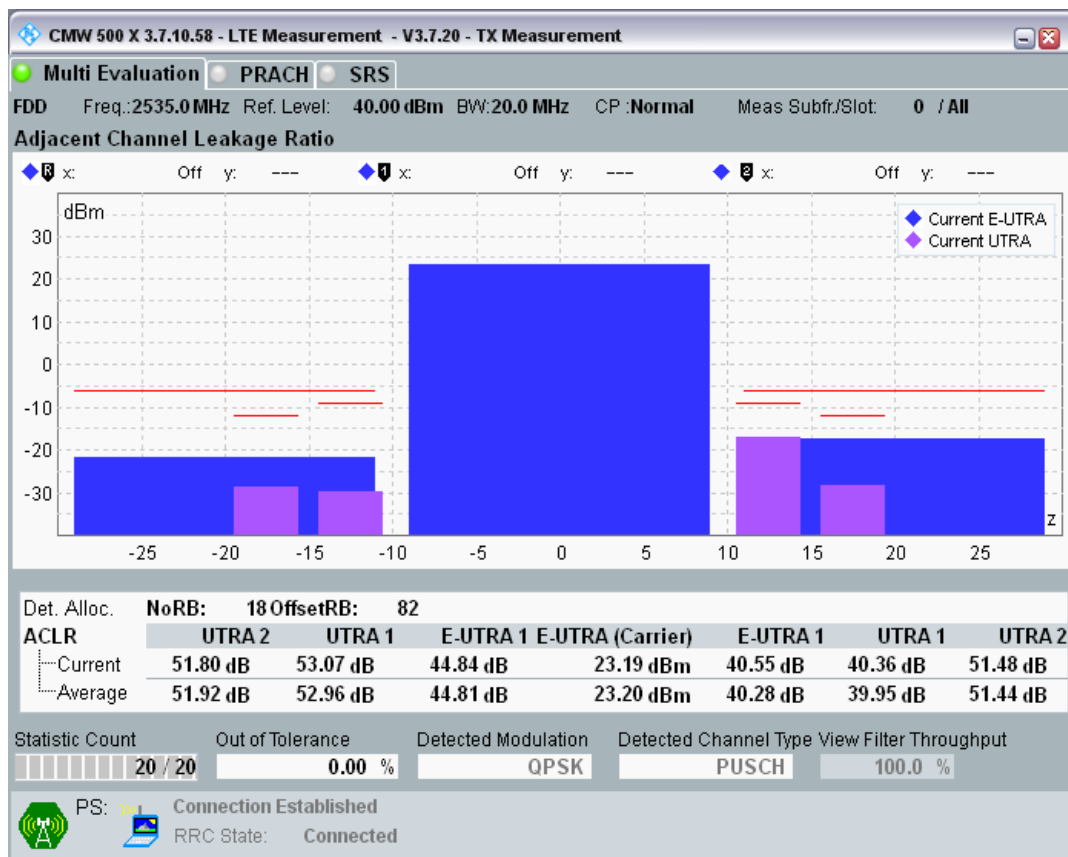 CMW 500 X 3.7.10.58 - LTE Measurement - V3.7.20 - TX Measurement
Multi Evaluation PRACH SRS
FDD Freq.:2535.0 MHz Ref. Level: 40.00 dBm BW:20.0 MHz CP :Normal Meas Subfr./Slot: 0 / All
Adjacent Channel Leakage Ratio
R x: Off y: --- 1 x: Off y: --- 2 x: Off y: ---
dBm
Current E-UTRA
Current UTRA
30
20
10
0
-10
-20
-30
z
-25 -20 -15 -10 -5 0 5 10 15 20 25
Det. Alloc. NoRB: 18 OffsetRB: 82
ACLR UTRA 2 UTRA 1 E-UTRA 1 E-UTRA (Carrier) E-UTRA 1 UTRA 1 UTRA 2
Current 51.80 dB 53.07 dB 44.84 dB 23.19 dBm 40.55 dB 40.36 dB 51.48 dB
Average 51.92 dB 52.96 dB 44.81 dB 23.20 dBm 40.28 dB 39.95 dB 51.44 dB
Statistic Count Out of Tolerance Detected Modulation Detected Channel Type View Filter Throughput
20 / 20 0.00 % QPSK PUSCH 100.0 %
PS: Connection Established
RRC State: Connected